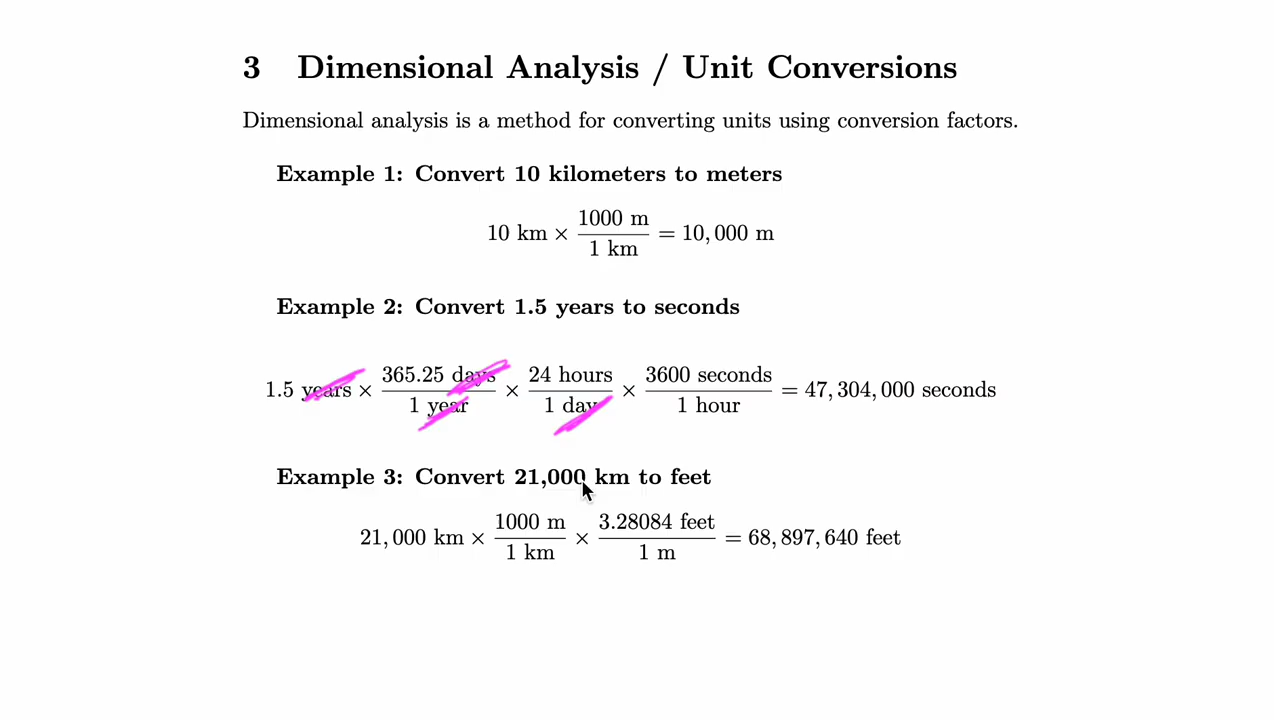 3 Dimensional Analysis / Unit Conversions
Dimensional analysis is a method for converting units using conversion factors.
Example 1: Convert 10 kilometers to meters
10 km × 1000 m / 1 km = 10,000 m
Example 2: Convert 1.5 years to seconds
1.5 years × 365.25 days / 1 year × 24 hours / 1 day × 3600 seconds / 1 hour = 47,304,000 seconds
Example 3: Convert 21,000 km to feet
21,000 km × 1000 m / 1 km × 3.28084 feet / 1 m = 68,897,640 feet